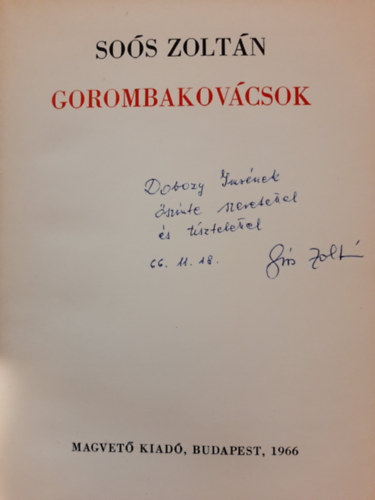 SOÓS ZOLTÁN
GOROMBAKOVÁCSOK
Dobozy Imrének
őszinte szeretettel
és tisztelettel
66. 11. 18.
Soós Zoltán
MAGVETŐ KIADÓ, BUDAPEST, 1966